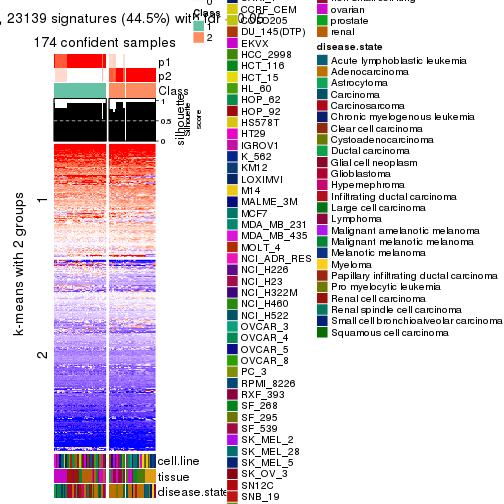 , 23139 signatures (44.5%) with fdr < 0.05
174 confident samples
p1
p2
Class
1
0.5
0
silhouette
Silhouette
score
k-means with 2 groups
1
2
cell.line
tissue
disease.state
0
Class
1
2
CCRF_CEM
COLO205
DU_145(DTP)
EKVX
HCC_2998
HCT_116
HCT_15
HL_60
HOP_62
HOP_92
HS578T
HT29
IGROV1
K_562
KM12
LOXIMVI
M14
MALME_3M
MCF7
MDA_MB_231
MDA_MB_435
MOLT_4
NCI_ADR_RES
NCI_H226
NCI_H23
NCI_H322M
NCI_H460
NCI_H522
OVCAR_3
OVCAR_4
OVCAR_5
OVCAR_8
PC_3
RPMI_8226
RXF_393
SF_268
SF_295
SF_539
SK_MEL_2
SK_MEL_28
SK_MEL_5
SK_OV_3
SN12C
SNB_19
ovarian
prostate
renal
disease.state
Acute lymphoblastic leukemia
Adenocarcinoma
Astrocytoma
Carcinoma
Carcinosarcoma
Chronic myelogenous leukemia
Clear cell carcinoma
Cystoadenocarcinoma
Ductal carcinoma
Glial cell neoplasm
Glioblastoma
Hypernephroma
Infiltrating ductal carcinoma
Large cell carcinoma
Lymphoma
Malignant amelanotic melanoma
Malignant melanotic melanoma
Melanotic melanoma
Myeloma
Papillary infiltrating ductal carcinoma
Pro myelocytic leukemia
Renal cell carcinoma
Renal spindle cell carcinoma
Small cell bronchioalveolar carcinoma
Squamous cell carcinoma